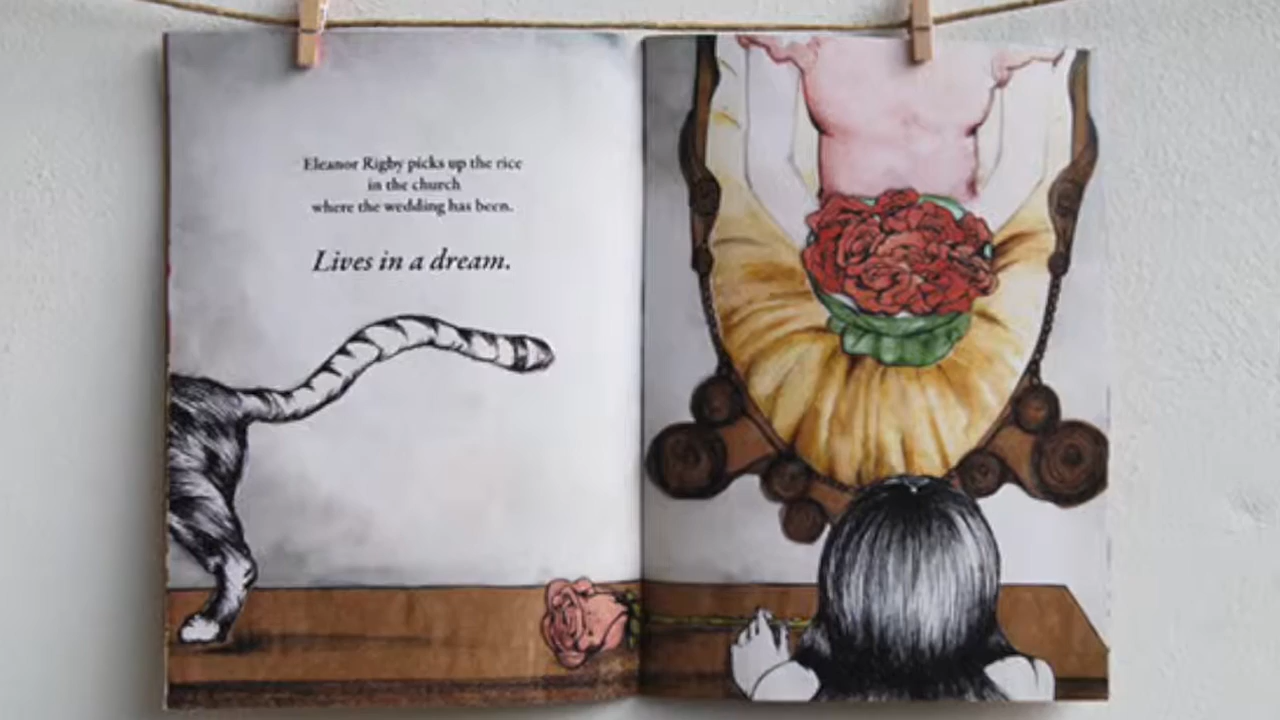 Eleanor Rigby picks up the rice
in the church
where the wedding has been.
Lives in a dream.